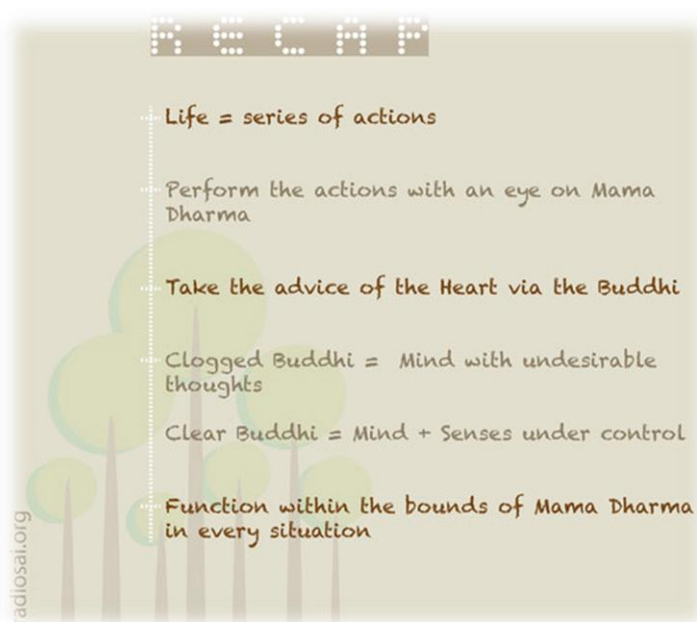 RECAP
Life = series of actions
Perform the actions with an eye on Mama
Dharma
Take the advice of the Heart via the Buddhi
Clogged Buddhi = Mind with undesirable
thoughts
Clear Buddhi = Mind + Senses under control
Function within the bounds of Mama Dharma
in every situation
radiosai.org